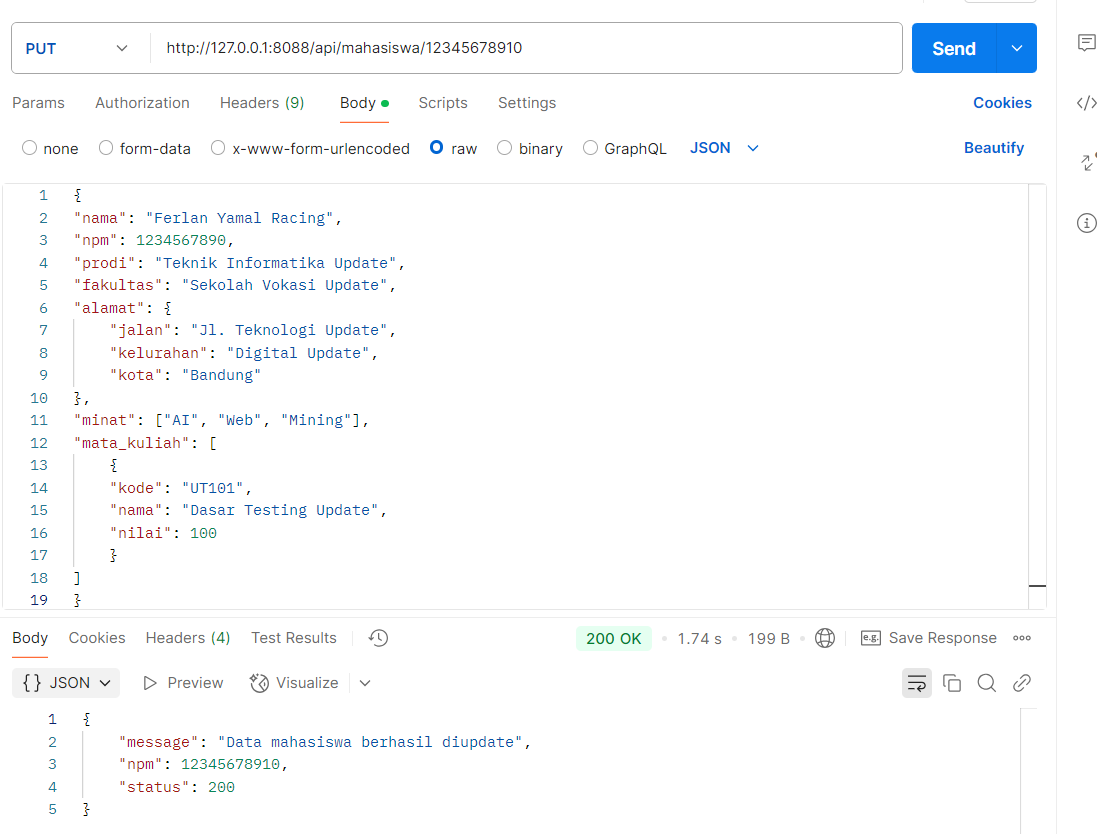 PUT http://127.0.0.1:8088/api/mahasiswa/12345678910 Send
Params Authorization Headers (9) Body Scripts Settings Cookies
none form-data x-www-form-urlencoded raw binary GraphQL JSON Beautify
1 {
2 "nama": "Ferlan Yamal Racing",
3 "npm": 1234567890,
4 "prodi": "Teknik Informatika Update",
5 "fakultas": "Sekolah Vokasi Update",
6 "alamat": {
7 "jalan": "Jl. Teknologi Update",
8 "kelurahan": "Digital Update",
9 "kota": "Bandung"
10 },
11 "minat": ["AI", "Web", "Mining"],
12 "mata_kuliah": [
13 {
14 "kode": "UT101",
15 "nama": "Dasar Testing Update",
16 "nilai": 100
17 }
18 ]
19 }
Body Cookies Headers (4) Test Results 200 OK 1.74 s 199 B e.g. Save Response
{} JSON Preview Visualize
1 {
2 "message": "Data mahasiswa berhasil diupdate",
3 "npm": 12345678910,
4 "status": 200
5 }